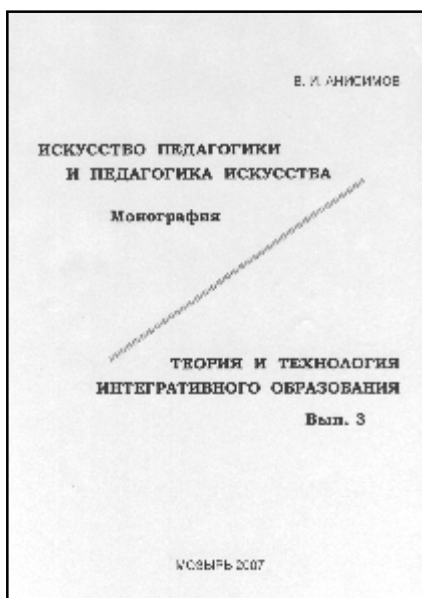 В. И. АНИСИМОВ
ИСКУССТВО ПЕДАГОГИКИ
И ПЕДАГОГИКА ИСКУССТВА
Монография
ТЕОРИЯ И ТЕХНОЛОГИЯ
ИНТЕГРАТИВНОГО ОБРАЗОВАНИЯ
Вып. 3
МОЗЫРЬ 2007